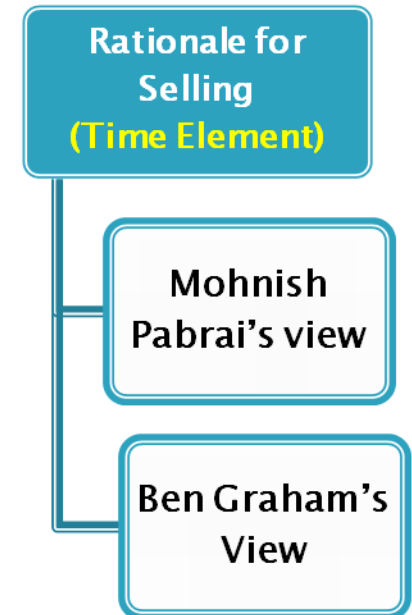 Rationale for
Selling
(Time Element)
Mohnish
Pabrai’s view
Ben Graham’s
View